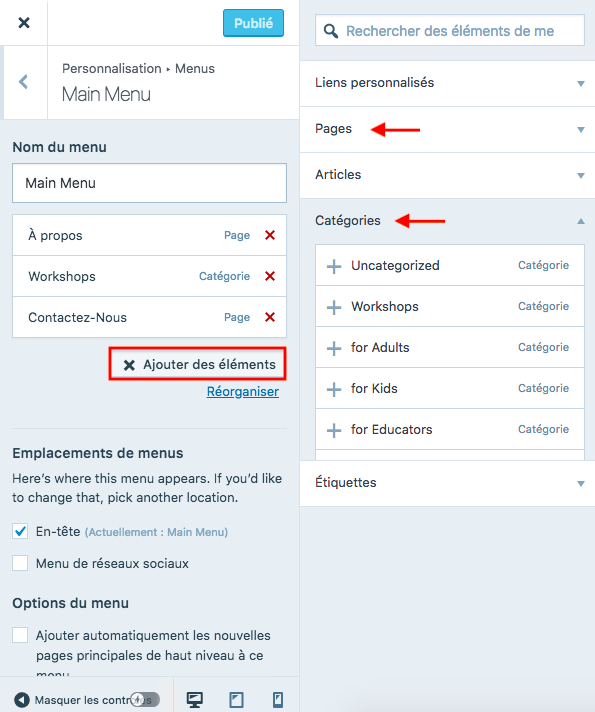 Publié
Personnalisation ▸ Menus
Main Menu
Nom du menu
Main Menu
À propos Page
Workshops Catégorie
Contactez-Nous Page
Ajouter des éléments
Réorganiser
Emplacements de menus
Here's where this menu appears. If you'd like
to change that, pick another location.
En-tête (Actuellement : Main Menu)
Menu de réseaux sociaux
Options du menu
Ajouter automatiquement les nouvelles
pages principales de haut niveau à ce
menu
Masquer les
Rechercher des éléments de me
Liens personnalisés
Pages
Articles
Catégories
Uncategorized Catégorie
Workshops Catégorie
for Adults Catégorie
for Kids Catégorie
for Educators Catégorie
Étiquettes